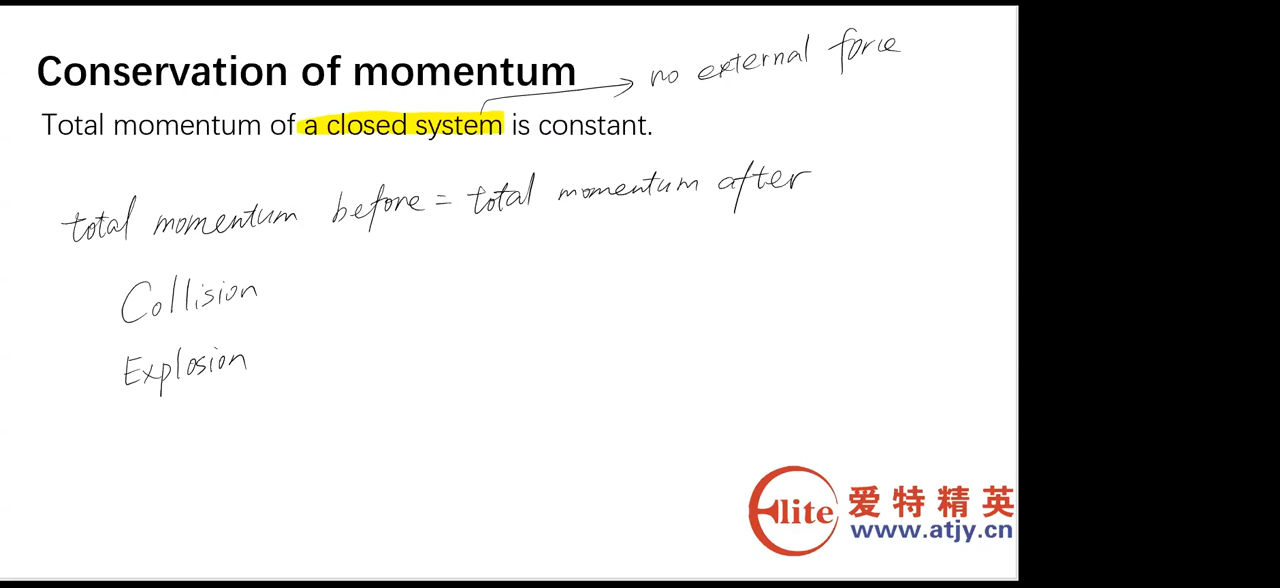 Conservation of momentum
no external force
Total momentum of a closed system is constant.
total momentum before = total momentum after
Collision
Explosion
Elite 爱特精英
www.atjy.cn